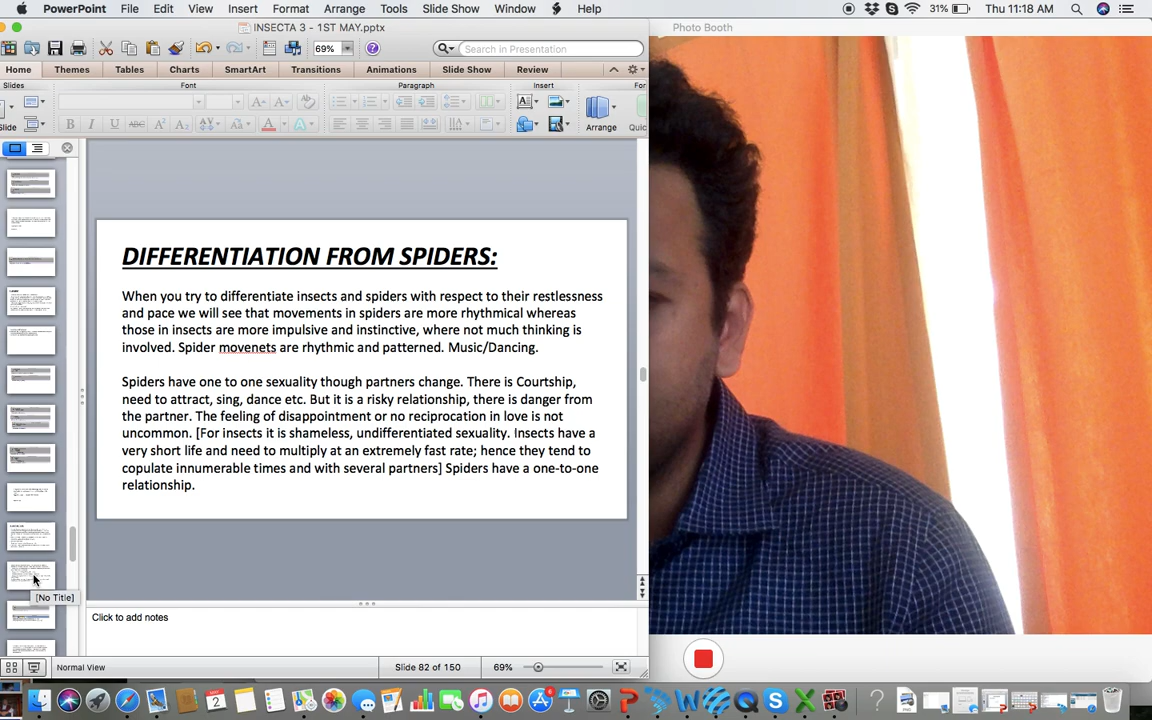 PowerPoint File Edit View Insert Format Arrange Tools Slide Show Window Help 31% Thu 11:18 AM
INSECTA 3 - 1ST MAY.pptx
Photo Booth
69% Search in Presentation
Home Themes Tables Charts SmartArt Transitions Animations Slide Show Review
Slides Font Paragraph Insert
Arrange
DIFFERENTIATION FROM SPIDERS:
When you try to differentiate insects and spiders with respect to their restlessness
and pace we will see that movements in spiders are more rhythmical whereas
those in insects are more impulsive and instinctive, where not much thinking is
involved. Spider movenets are rhythmic and patterned. Music/Dancing.
Spiders have one to one sexuality though partners change. There is Courtship,
need to attract, sing, dance etc. But it is a risky relationship, there is danger from
the partner. The feeling of disappointment or no reciprocation in love is not
uncommon. [For insects it is shameless, undifferentiated sexuality. Insects have a
very short life and need to multiply at an extremely fast rate; hence they tend to
copulate innumerable times and with several partners] Spiders have a one-to-one
relationship.
[No Title]
Click to add notes
Normal View Slide 82 of 150 69%